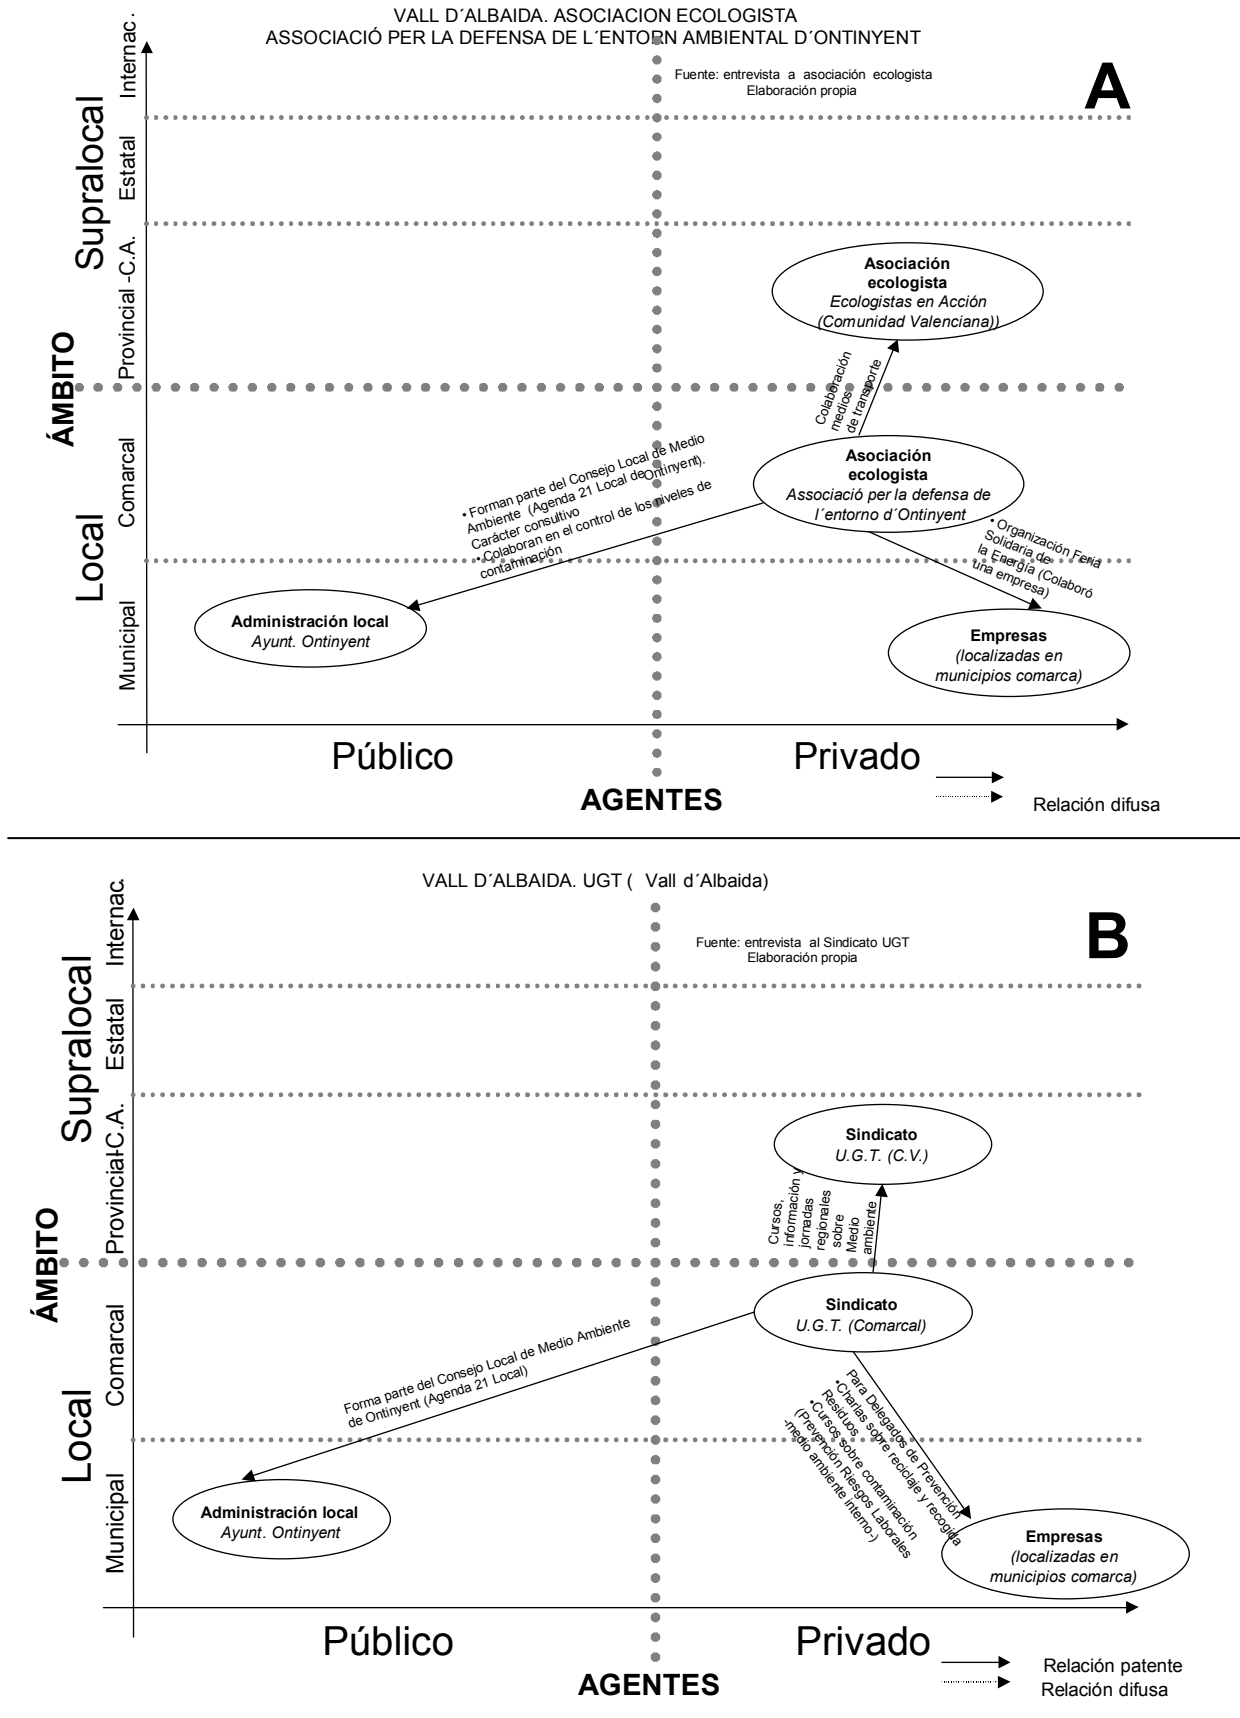 VALL D´ALBAIDA. ASOCIACION ECOLOGISTA
ASSOCIACIÓ PER LA DEFENSA DE L´ENTORN AMBIENTAL D´ONTINYENT
Fuente: entrevista a asociación ecologista
Elaboración propia
A
ÁMBITO
Supralocal
Local
Internac.
Estatal
Provincial -C.A.
Comarcal
Municipal
Asociación
ecologista
Ecologistas en Acción
(Comunidad Valenciana))
Colaboración
medios
de transporte
Asociación
ecologista
Associació per la defensa de
l´entorno d´Ontinyent
• Forman parte del Consejo Local de Medio
Ambiente (Agenda 21 Local de Ontinyent).
Carácter consultivo
• Colaboran en el control de los niveles de
contaminación
• Organización Feria
Solidaria de
la Energía (Colaboró
una empresa)
Administración local
Ayunt. Ontinyent
Empresas
(localizadas en
municipios comarca)
Público
Privado
AGENTES
Relación difusa
VALL D´ALBAIDA. UGT ( Vall d´Albaida)
Fuente: entrevista al Sindicato UGT
Elaboración propia
B
ÁMBITO
Supralocal
Local
Internac.
Estatal
Provincial-C.A.
Comarcal
Municipal
Sindicato
U.G.T. (C.V.)
Cursos,
información y
jornadas
regionales
sobre
Medio
ambiente
Sindicato
U.G.T. (Comarcal)
Forma parte del Consejo Local de Medio Ambiente
de Ontinyent (Agenda 21 Local)
Para Delegados de Prevención
•Charlas sobre reciclaje y recogida
Residuos
•Cursos sobre contaminación
(Prevención Riesgos Laborales
-medio ambiente interno-)
Administración local
Ayunt. Ontinyent
Empresas
(localizadas en
municipios comarca)
Público
Privado
AGENTES
Relación patente
Relación difusa